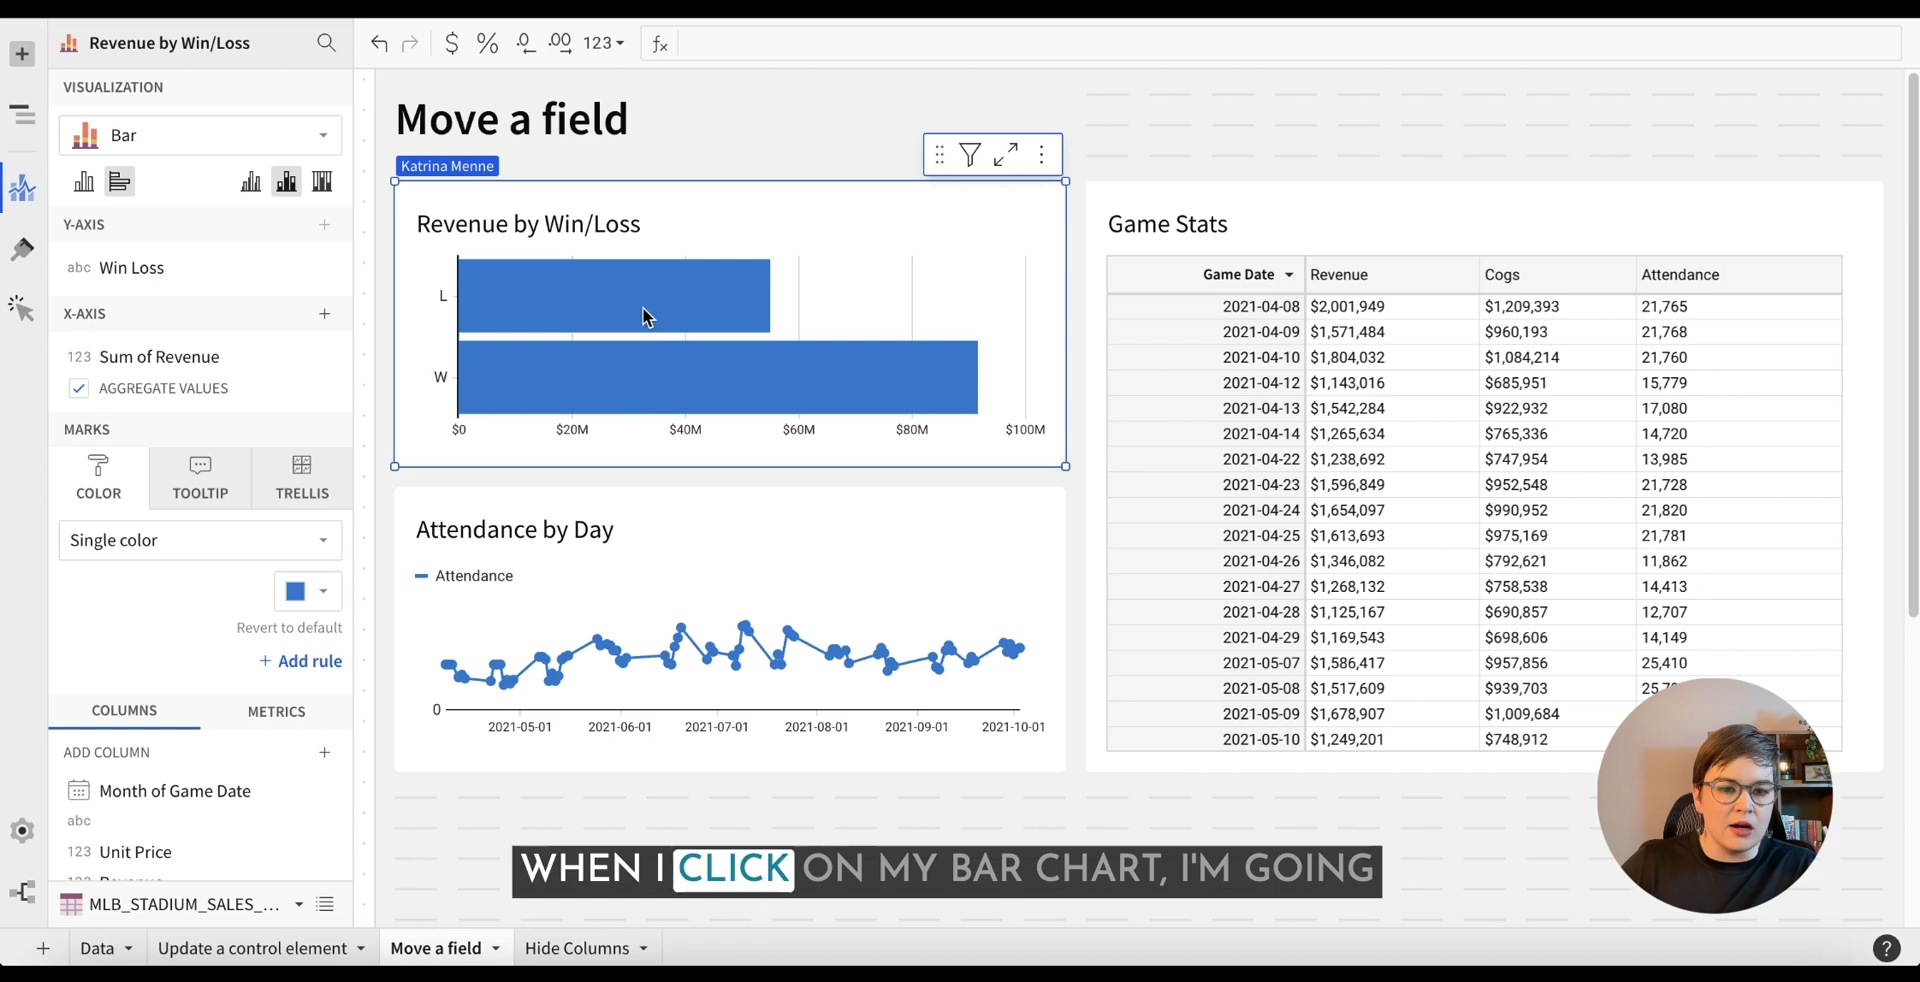 Revenue by Win/Loss
123
fx
VISUALIZATION
Bar
Y-AXIS
abc Win Loss
X-AXIS
123 Sum of Revenue
AGGREGATE VALUES
MARKS
COLOR
TOOLTIP
TRELLIS
Single color
Revert to default
+ Add rule
COLUMNS
METRICS
ADD COLUMN
Month of Game Date
abc
123 Unit Price
MLB_STADIUM_SALES_...
Move a field
Katrina Menne
Revenue by Win/Loss
L
W
$0 $20M $40M $60M $80M $100M
Attendance by Day
Attendance
0
2021-05-01 2021-06-01 2021-07-01 2021-08-01 2021-09-01 2021-10-01
Game Stats
Game Date Revenue Cogs Attendance
2021-04-08 $2,001,949 $1,209,393 21,765
2021-04-09 $1,571,484 $960,193 21,768
2021-04-10 $1,804,032 $1,084,214 21,760
2021-04-12 $1,143,016 $685,951 15,779
2021-04-13 $1,542,284 $922,932 17,080
2021-04-14 $1,265,634 $765,336 14,720
2021-04-22 $1,238,692 $747,954 13,985
2021-04-23 $1,596,849 $952,548 21,728
2021-04-24 $1,654,097 $990,952 21,820
2021-04-25 $1,613,693 $975,169 21,781
2021-04-26 $1,346,082 $792,621 11,862
2021-04-27 $1,268,132 $758,538 14,413
2021-04-28 $1,125,167 $690,857 12,707
2021-04-29 $1,169,543 $698,606 14,149
2021-05-07 $1,586,417 $957,856 25,410
2021-05-08 $1,517,609 $939,703
2021-05-09 $1,678,907 $1,009,684
2021-05-10 $1,249,201 $748,912
WHEN I CLICK ON MY BAR CHART, I'M GOING
Data
Update a control element
Move a field
Hide Columns